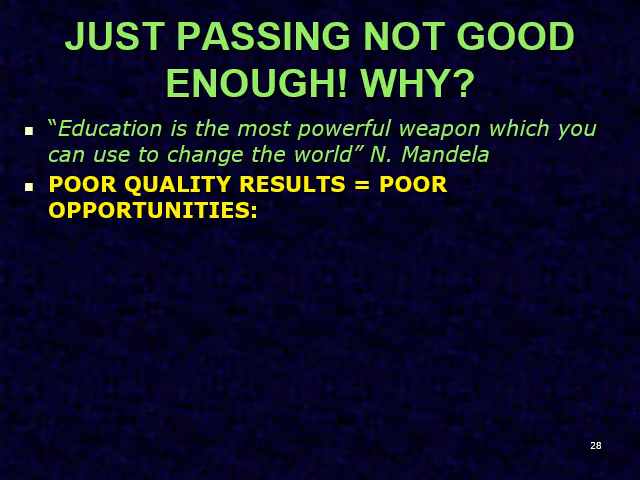 JUST PASSING NOT GOOD
ENOUGH! WHY?
“Education is the most powerful weapon which you
can use to change the world” N. Mandela
POOR QUALITY RESULTS = POOR
OPPORTUNITIES:
28